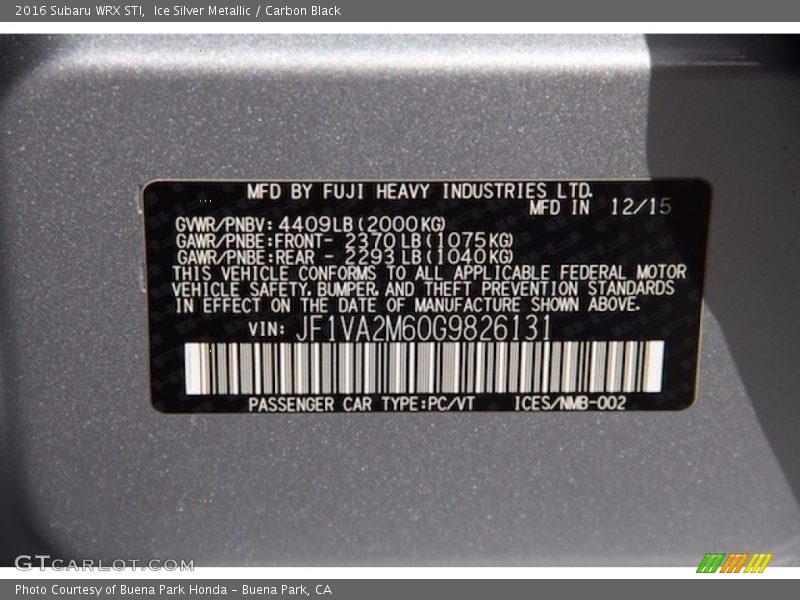 2016 Subaru WRX STI, Ice Silver Metallic / Carbon Black
MFD BY FUJI HEAVY INDUSTRIES LTD.
MFD IN 12/15
GVWR/PNBV: 4409LB(2000KG)
GAWR/PNBE:FRONT- 2370LB(1075KG)
GAWR/PNBE:REAR - 2293LB(1040KG)
THIS VEHICLE CONFORMS TO ALL APPLICABLE FEDERAL MOTOR
VEHICLE SAFETY, BUMPER, AND THEFT PREVENTION STANDARDS
IN EFFECT ON THE DATE OF MANUFACTURE SHOWN ABOVE.
VIN: JF1VA2M60G9826131
PASSENGER CAR TYPE:PC/VT ICES/NMB-002
GTCARLOT.COM
Photo Courtesy of Buena Park Honda - Buena Park, CA